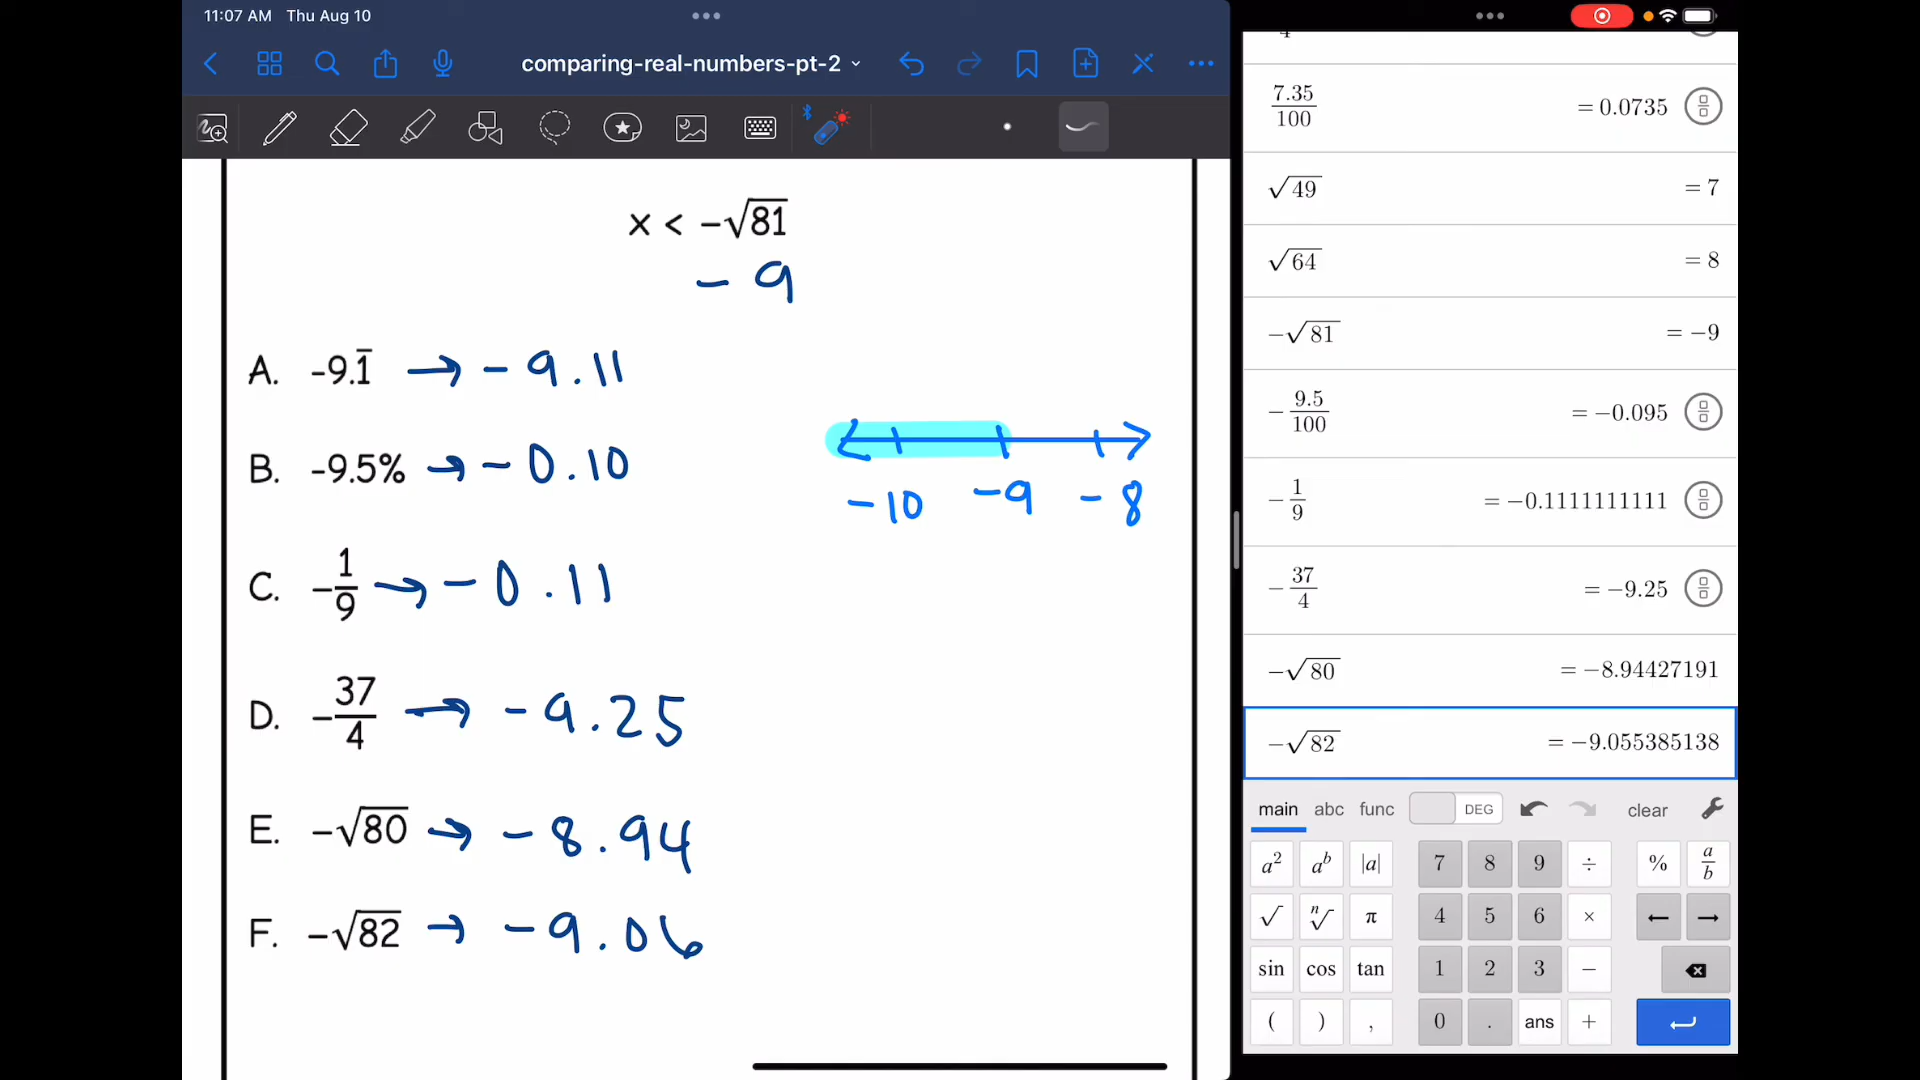 11:07 AM Thu Aug 10
comparing-real-numbers-pt-2
x < -√81
- 9
A. -9.1̅ → - 9.11
B. -9.5% → - 0.10
C. -1/9 → - 0.11
D. -37/4 → - 9.25
E. -√80 → - 8.94
F. -√82 → - 9.06
-10 -9 -8
4
7.35/100 = 0.0735
√49 = 7
√64 = 8
-√81 = -9
-9.5/100 = -0.095
-1/9 = -0.1111111111
-37/4 = -9.25
-√80 = -8.94427191
-√82 = -9.055385138
main abc func DEG clear
a² aᵇ |a| 7 8 9 ÷ % a/b
√ ⁿ√ π 4 5 6 × ← →
sin cos tan 1 2 3 −
( ) , 0 . ans +